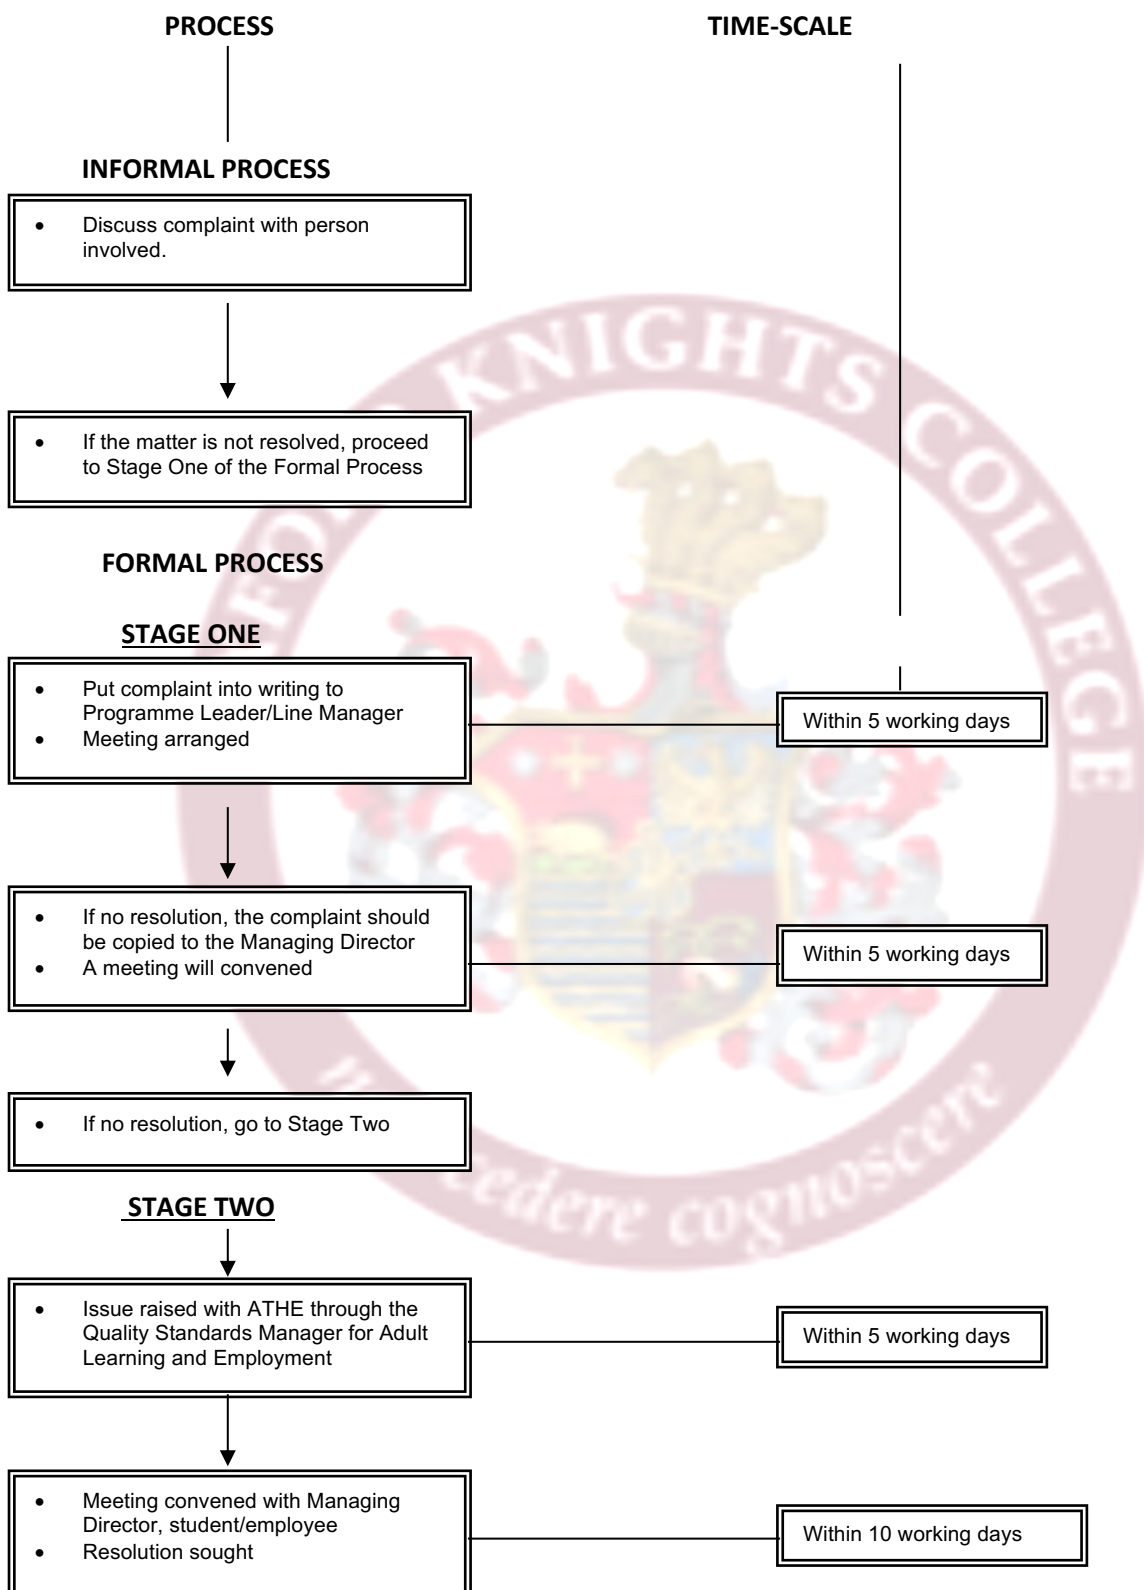 PROCESS
TIME-SCALE
INFORMAL PROCESS
• Discuss complaint with person
involved.
• If the matter is not resolved, proceed
to Stage One of the Formal Process
FORMAL PROCESS
STAGE ONE
• Put complaint into writing to
Programme Leader/Line Manager
• Meeting arranged
Within 5 working days
• If no resolution, the complaint should
be copied to the Managing Director
• A meeting will convened
Within 5 working days
• If no resolution, go to Stage Two
STAGE TWO
• Issue raised with ATHE through the
Quality Standards Manager for Adult
Learning and Employment
Within 5 working days
• Meeting convened with Managing
Director, student/employee
• Resolution sought
Within 10 working days
KNIGHTS COLLEGE
cognoscere